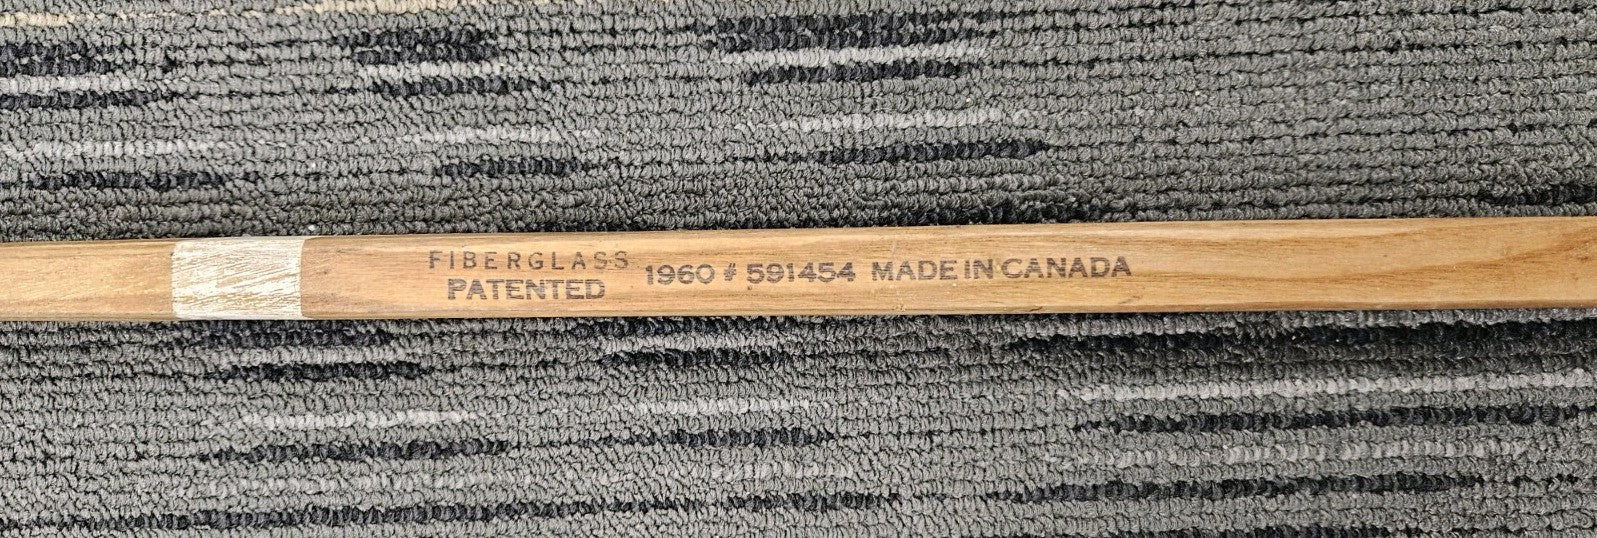 FIBERGLASS
PATENTED
1960 # 591454 MADE IN CANADA